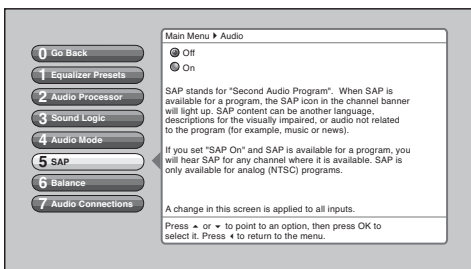 0 Go Back
1 Equalizer Presets
2 Audio Processor
3 Sound Logic
4 Audio Mode
5 SAP
6 Balance
7 Audio Connections
Main Menu ▸ Audio
Off
On
SAP stands for "Second Audio Program". When SAP is
available for a program, the SAP icon in the channel banner
will light up. SAP content can be another language,
descriptions for the visually impaired, or audio not related
to the program (for example, music or news).
If you set "SAP On" and SAP is available for a program, you
will hear SAP for any channel where it is available. SAP is
only available for analog (NTSC) programs.
A change in this screen is applied to all inputs.
Press ▴ or ▾ to point to an option, then press OK to
select it. Press ◂ to return to the menu.